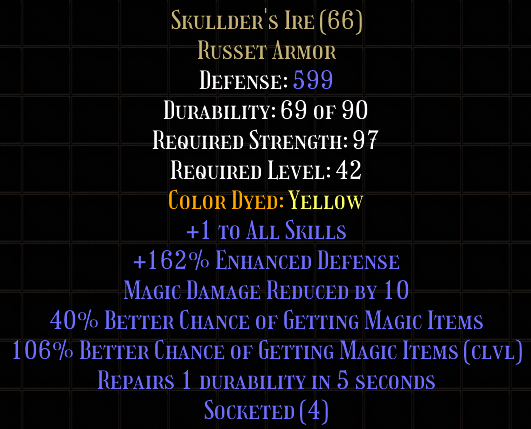 Skullder's Ire (66)
Russet Armor
Defense: 599
Durability: 69 of 90
Required Strength: 97
Required Level: 42
Color Dyed: Yellow
+1 to All Skills
+162% Enhanced Defense
Magic Damage Reduced by 10
40% Better Chance of Getting Magic Items
106% Better Chance of Getting Magic Items (clvl)
Repairs 1 durability in 5 seconds
Socketed (4)